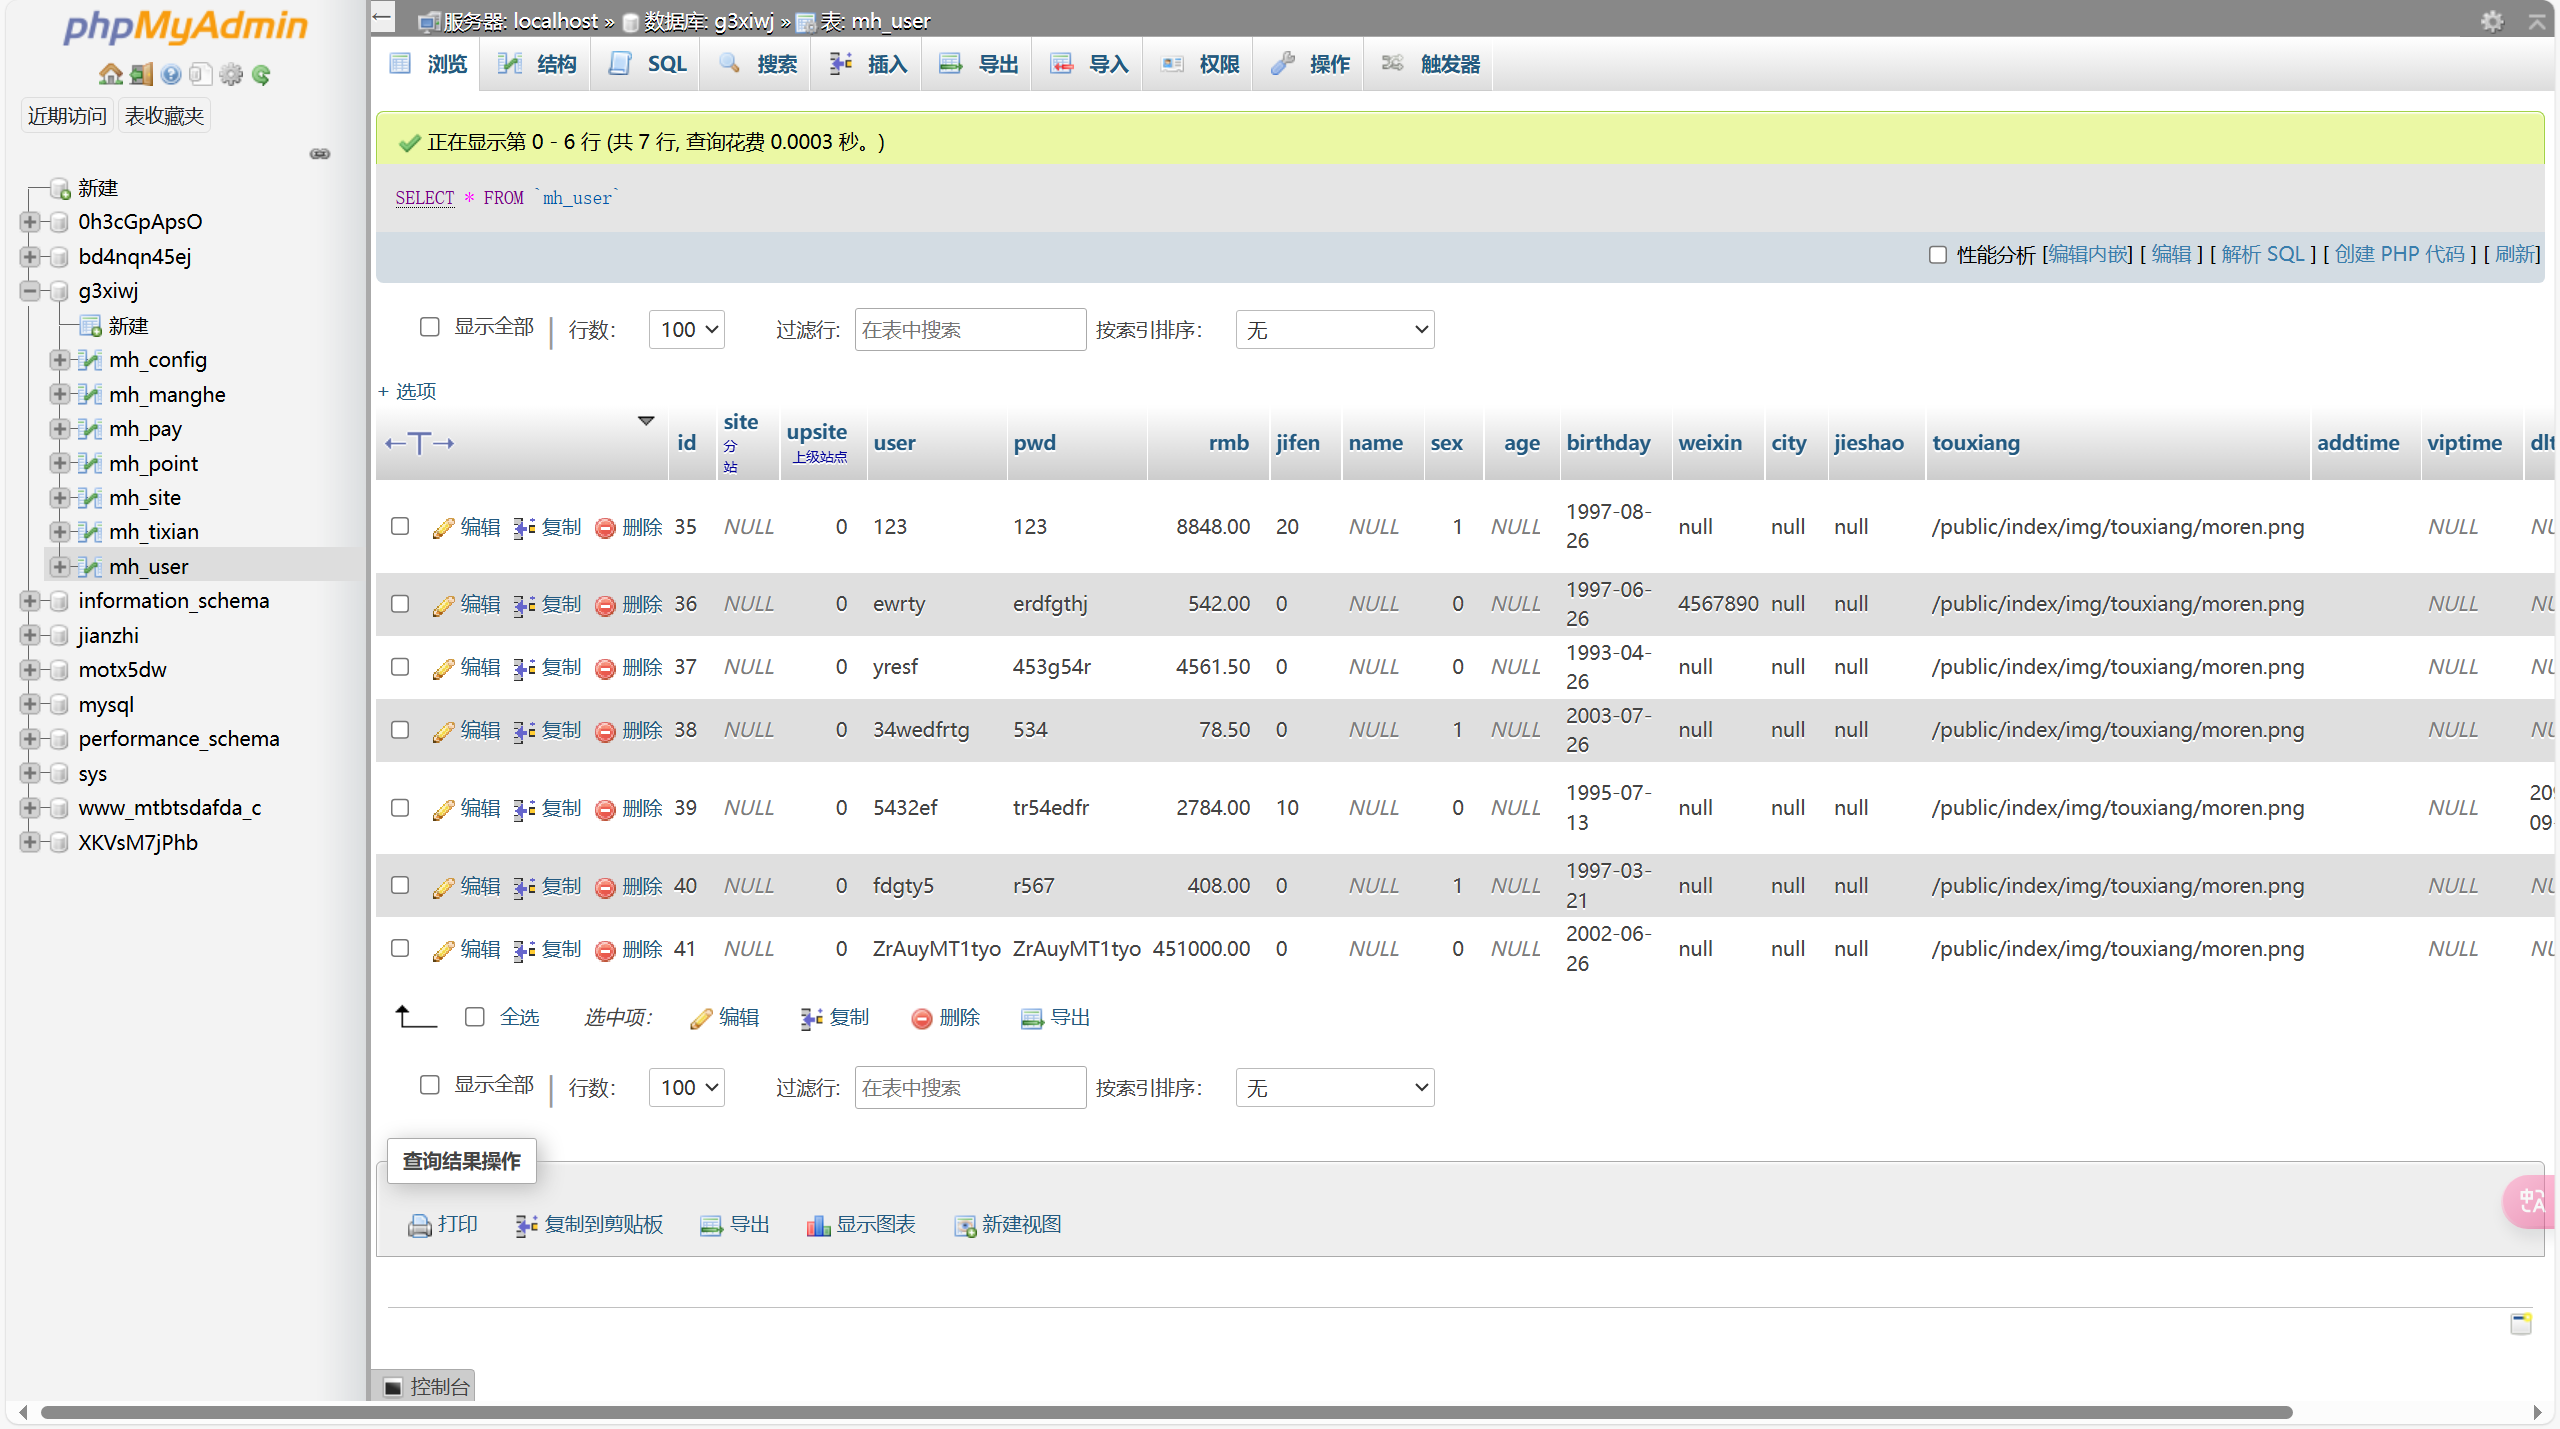 phpMyAdmin
近期访问 表收藏夹
新建
0h3cGpApsO
bd4nqn45ej
g3xiwj
新建
mh_config
mh_manghe
mh_pay
mh_point
mh_site
mh_tixian
mh_user
information_schema
jianzhi
motx5dw
mysql
performance_schema
sys
www_mtbtsdafda_c
XKVsM7jPhb
服务器: localhost » 数据库: g3xiwj » 表: mh_user
浏览 结构 SQL 搜索 插入 导出 导入 权限 操作 触发器
正在显示第 0 - 6 行 (共 7 行, 查询花费 0.0003 秒。)
SELECT * FROM `mh_user`
性能分析 [编辑内嵌] [ 编辑 ] [ 解析 SQL ] [ 创建 PHP 代码 ] [ 刷新]
显示全部 | 行数: 100 过滤行: 在表中搜索 按索引排序: 无
+ 选项
←T→ id site 分站 upsite 上级站点 user pwd rmb jifen name sex age birthday weixin city jieshao touxiang addtime viptime dlt
编辑 复制 删除 35 NULL 0 123 123 8848.00 20 NULL 1 NULL 1997-08-26 null null null /public/index/img/touxiang/moren.png NULL NU
编辑 复制 删除 36 NULL 0 ewrty erdfgthj 542.00 0 NULL 0 NULL 1997-06-26 4567890 null null /public/index/img/touxiang/moren.png NULL NU
编辑 复制 删除 37 NULL 0 yresf 453g54r 4561.50 0 NULL 0 NULL 1993-04-26 null null null /public/index/img/touxiang/moren.png NULL NU
编辑 复制 删除 38 NULL 0 34wedfrtg 534 78.50 0 NULL 1 NULL 2003-07-26 null null null /public/index/img/touxiang/moren.png NULL NU
编辑 复制 删除 39 NULL 0 5432ef tr54edfr 2784.00 10 NULL 0 NULL 1995-07-13 null null null /public/index/img/touxiang/moren.png NULL 209 09-
编辑 复制 删除 40 NULL 0 fdgty5 r567 408.00 0 NULL 1 NULL 1997-03-21 null null null /public/index/img/touxiang/moren.png NULL NU
编辑 复制 删除 41 NULL 0 ZrAuyMT1tyo ZrAuyMT1tyo 451000.00 0 NULL 0 NULL 2002-06-26 null null null /public/index/img/touxiang/moren.png NULL NU
全选 选中项: 编辑 复制 删除 导出
显示全部 | 行数: 100 过滤行: 在表中搜索 按索引排序: 无
查询结果操作
打印 复制到剪贴板 导出 显示图表 新建视图
中 A
控制台